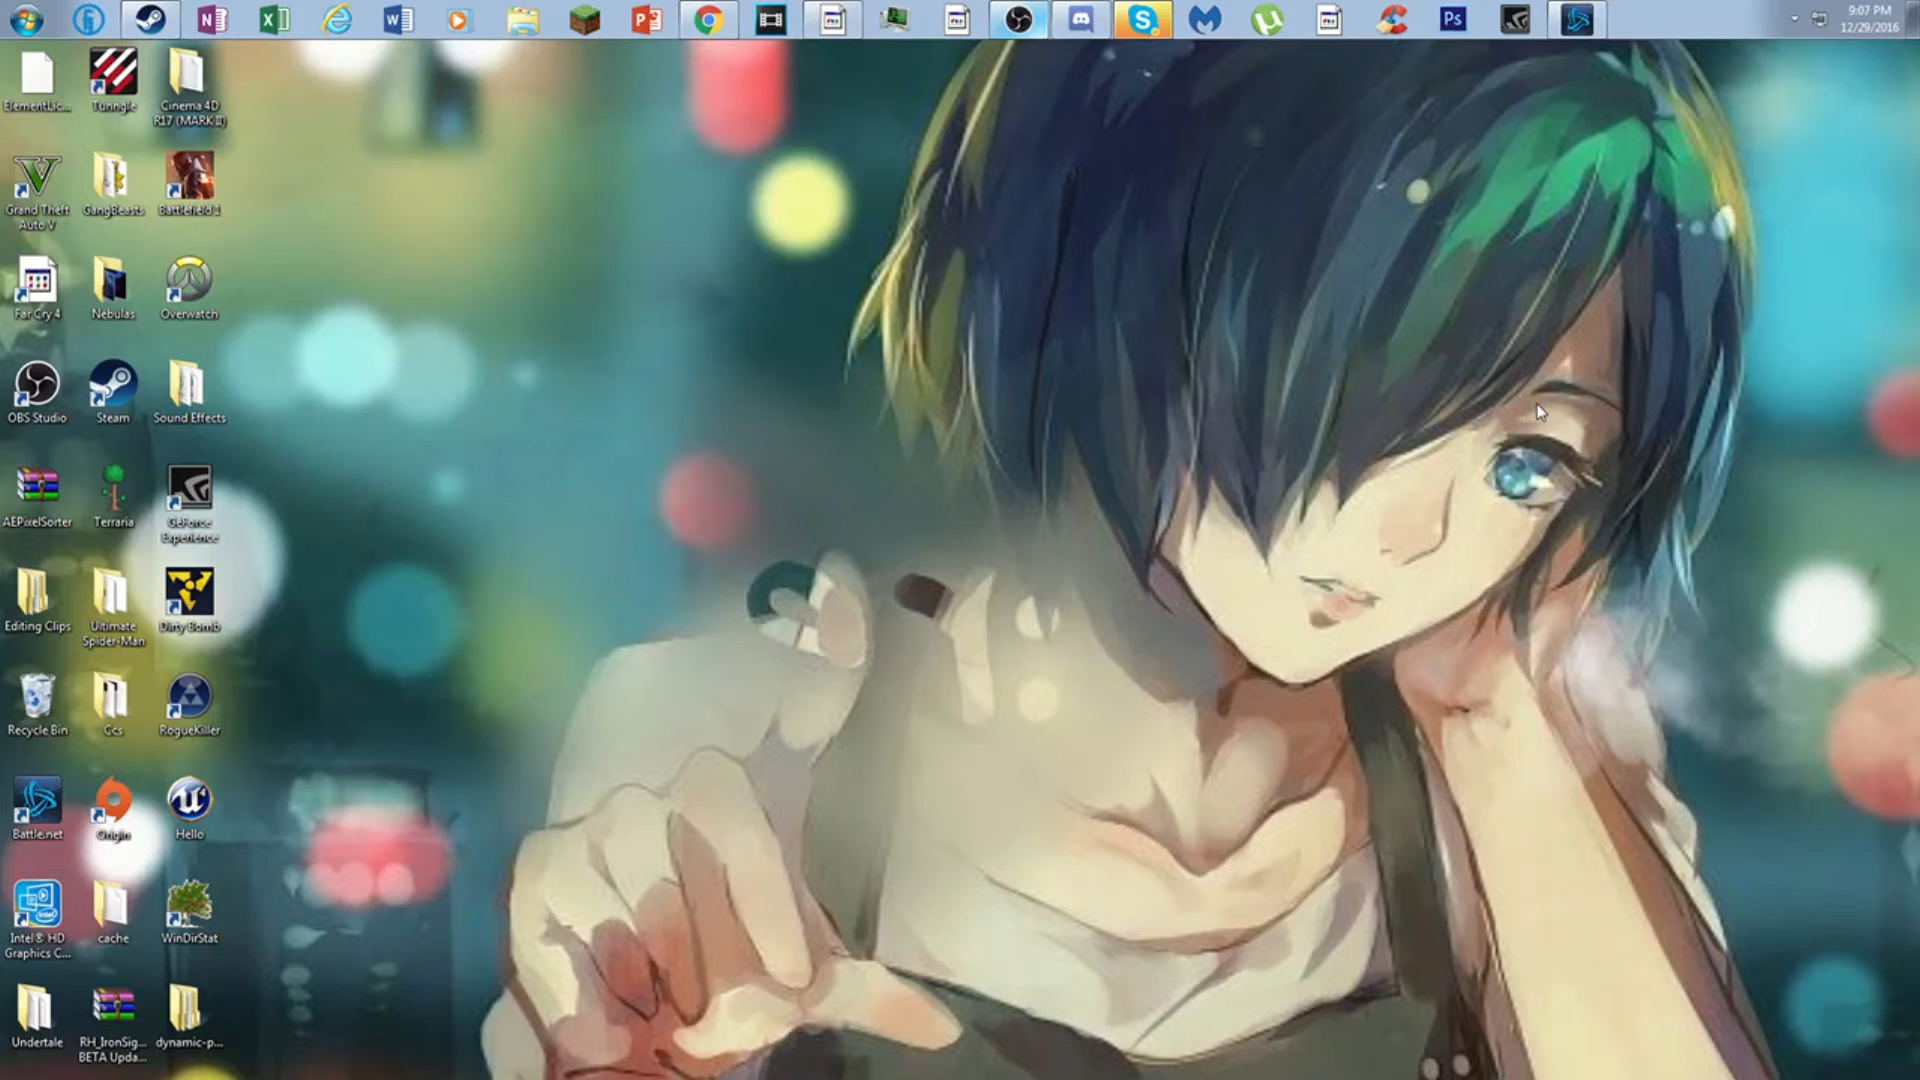 9:07 PM
12/29/2016
ElementLic...
Tunngle
Cinema 4D
R17 (MARK II)
Grand Theft
Auto V
GangBeasts
Battlefield 1
Far Cry 4
Nebulas
Overwatch
OBS Studio
Steam
Sound Effects
AEPixelSorter
Terraria
GeForce
Experience
Editing Clips
Ultimate
Spider-Man
Dirty Bomb
Recycle Bin
Ccs
RogueKiller
Battle.net
Origin
Hello
Intel® HD
Graphics C...
cache
WinDirStat
Undertale
RH_IronSig...
BETA Upda...
dynamic-p...